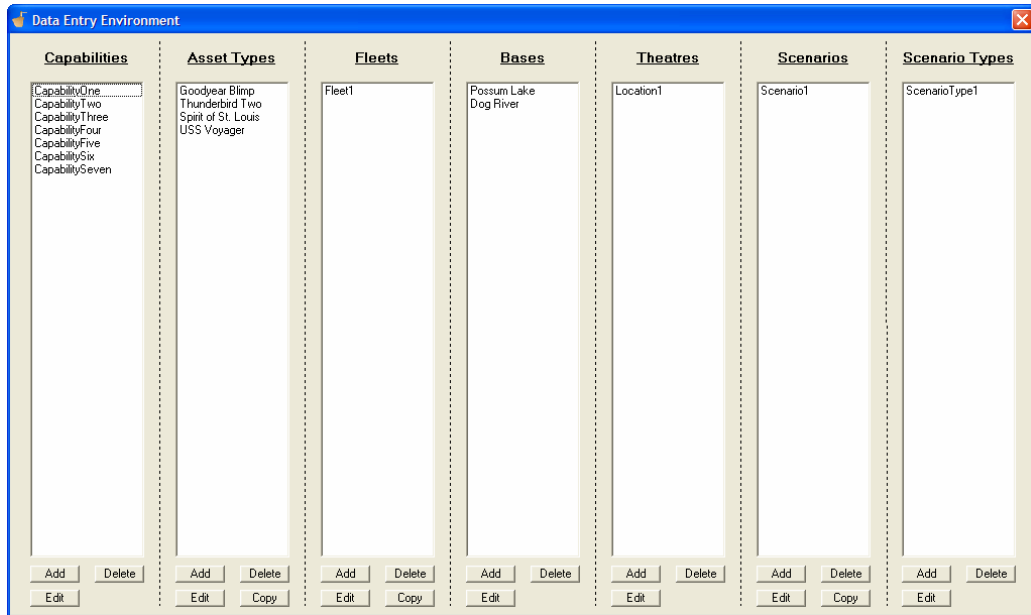 Data Entry Environment
Capabilities
CapabilityOne
CapabilityTwo
CapabilityThree
CapabilityFour
CapabilityFive
CapabilitySix
CapabilitySeven
Add Delete
Edit
Asset Types
Goodyear Blimp
Thunderbird Two
Spirit of St. Louis
USS Voyager
Add Delete
Edit Copy
Fleets
Fleet1
Add Delete
Edit Copy
Bases
Possum Lake
Dog River
Add Delete
Edit
Theatres
Location1
Add Delete
Edit
Scenarios
Scenario1
Add Delete
Edit Copy
Scenario Types
ScenarioType1
Add Delete
Edit